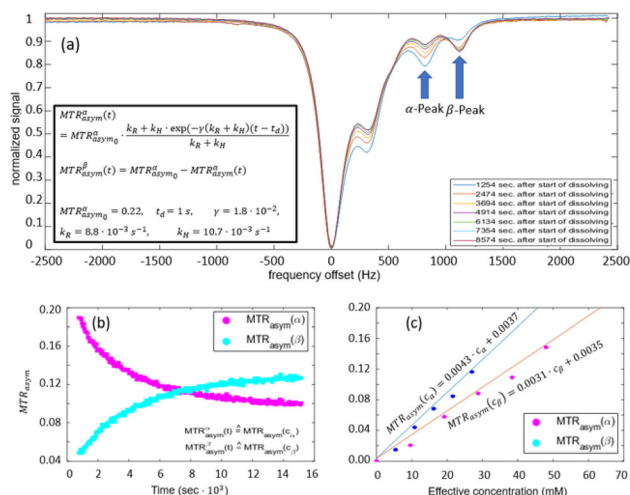 (a)
normalized signal
1
0.9
0.8
0.7
0.6
0.5
0.4
0.3
0.2
0.1
0
α-Peak β-Peak
MTR^α_asym(t)
= MTR^α_asym₀ · (k_R + k_H · exp(−γ(k_R + k_H)(t − t_d))) / (k_R + k_H)
MTR^β_asym(t) = MTR^α_asym₀ − MTR^α_asym(t)
MTR^α_asym₀ = 0.22, t_d = 1 s, γ = 1.8 · 10⁻²,
k_R = 8.8 · 10⁻³ s⁻¹, k_H = 10.7 · 10⁻³ s⁻¹
1254 sec. after start of dissolving
2474 sec. after start of dissolving
3694 sec. after start of dissolving
4914 sec. after start of dissolving
6134 sec. after start of dissolving
7354 sec. after start of dissolving
8574 sec. after start of dissolving
-2500 -2000 -1500 -1000 -500 0 500 1000 1500 2000 2500
frequency offset (Hz)
(b)
MTR_asym(α)
MTR_asym(β)
MTR_asym
0.20
0.16
0.12
0.08
0.04
0.00
MTR^α_asym(t) ≙ MTR_asym(c_α)
MTR^β_asym(t) ≙ MTR_asym(c_β)
0 2 4 6 8 10 12 14 16
Time (sec · 10³)
(c)
0.20
0.16
0.12
0.08
0.04
0.00
MTR_asym(c_α) = 0.0043 · c_α + 0.0037
MTR_asym(c_β) = 0.0031 · c_β + 0.0035
MTR_asym(α)
MTR_asym(β)
0 10 20 30 40 50 60 70
Effective concentration (mM)